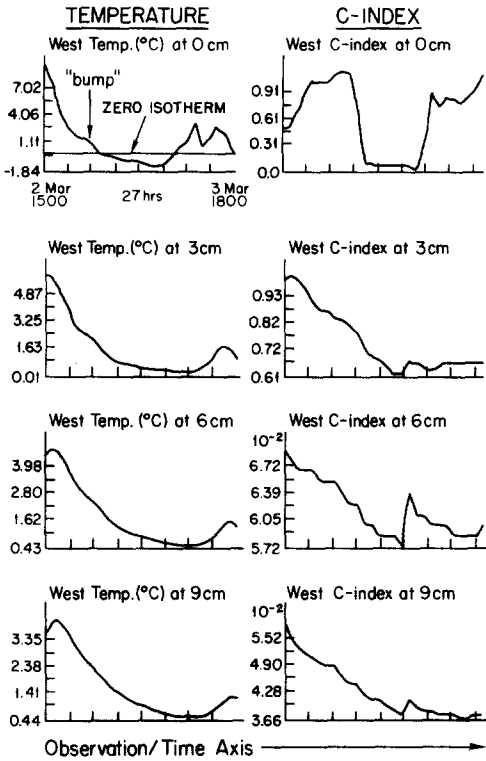 TEMPERATURE
C-INDEX
West Temp. (°C) at 0 cm
West C-index at 0 cm
"bump"
ZERO ISOTHERM
7.02
4.06
1.11
-1.84
0.91
0.61
0.31
0.0
2 Mar
1500
27 hrs
3 Mar
1800
West Temp. (°C) at 3 cm
West C-index at 3 cm
4.87
3.25
1.63
0.01
0.93
0.82
0.72
0.61
West Temp. (°C) at 6 cm
West C-index at 6 cm
3.98
2.80
1.62
0.43
10⁻²
6.72
6.39
6.05
5.72
West Temp. (°C) at 9 cm
West C-index at 9 cm
3.35
2.38
1.41
0.44
10⁻²
5.52
4.90
4.28
3.66
Observation/Time Axis